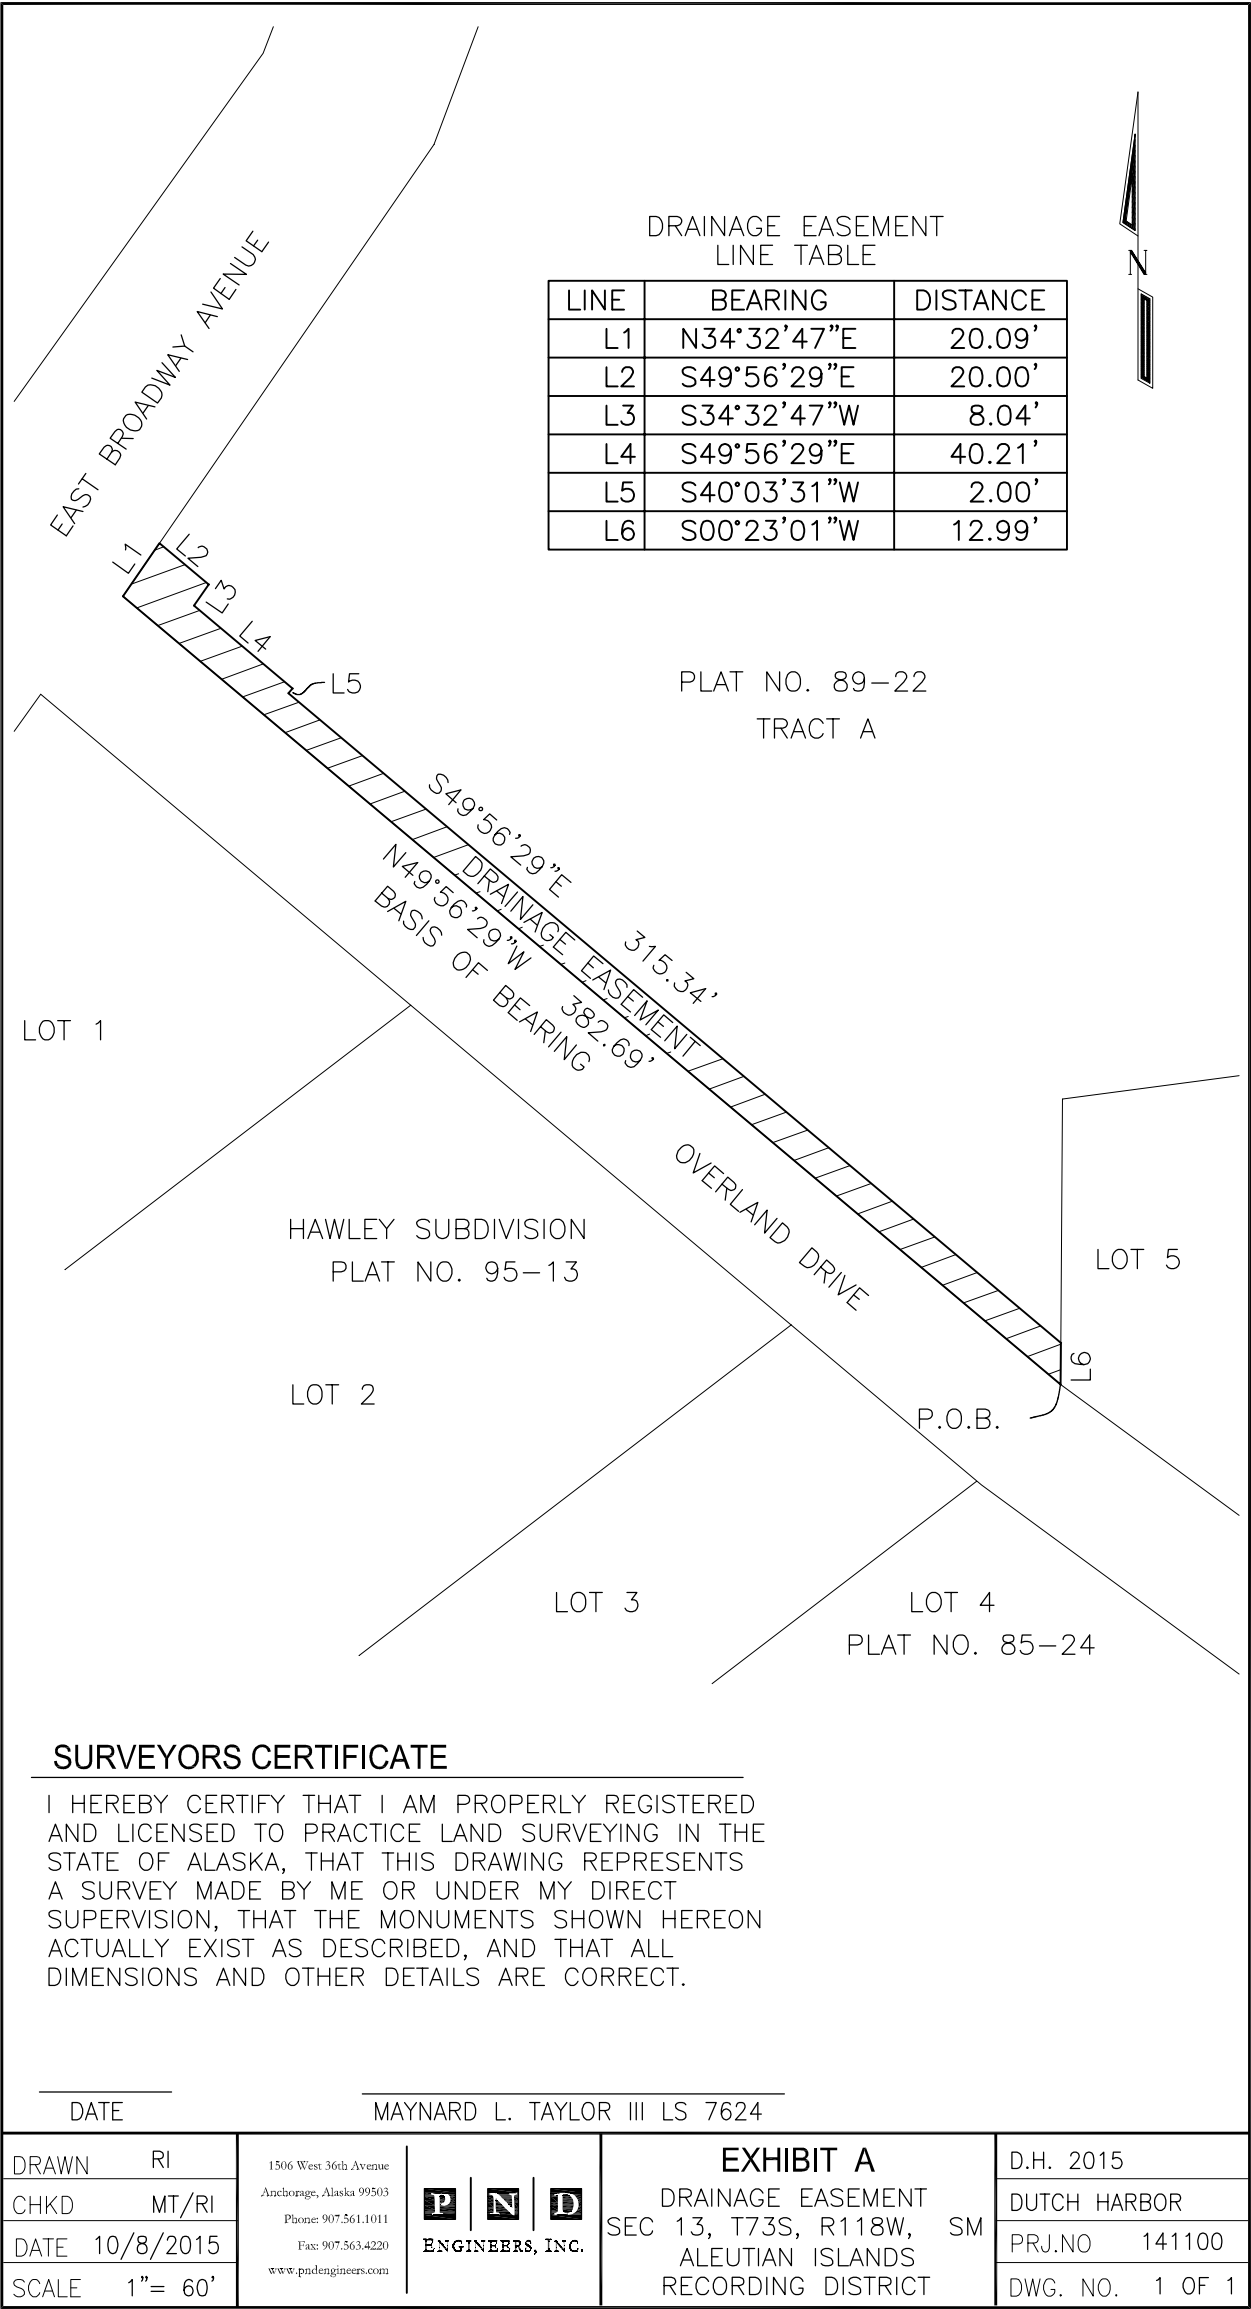 DRAINAGE EASEMENT
LINE TABLE
LINE BEARING DISTANCE
L1 N34°32'47"E 20.09'
L2 S49°56'29"E 20.00'
L3 S34°32'47"W 8.04'
L4 S49°56'29"E 40.21'
L5 S40°03'31"W 2.00'
L6 S00°23'01"W 12.99'
N
EAST BROADWAY AVENUE
L1
L2
L3
L4
L5
PLAT NO. 89-22
TRACT A
S49°56'29"E 315.34'
DRAINAGE EASEMENT
N49°56'29"W 382.69'
BASIS OF BEARING
LOT 1
OVERLAND DRIVE
HAWLEY SUBDIVISION
PLAT NO. 95-13
LOT 5
L6
LOT 2
P.O.B.
LOT 3
LOT 4
PLAT NO. 85-24
SURVEYORS CERTIFICATE
I HEREBY CERTIFY THAT I AM PROPERLY REGISTERED
AND LICENSED TO PRACTICE LAND SURVEYING IN THE
STATE OF ALASKA, THAT THIS DRAWING REPRESENTS
A SURVEY MADE BY ME OR UNDER MY DIRECT
SUPERVISION, THAT THE MONUMENTS SHOWN HEREON
ACTUALLY EXIST AS DESCRIBED, AND THAT ALL
DIMENSIONS AND OTHER DETAILS ARE CORRECT.
DATE
MAYNARD L. TAYLOR III LS 7624
DRAWN RI
CHKD MT/RI
DATE 10/8/2015
SCALE 1"= 60'
1506 West 36th Avenue
Anchorage, Alaska 99503
Phone: 907.561.1011
Fax: 907.563.4220
www.pndengineers.com
P N D
ENGINEERS, INC.
EXHIBIT A
DRAINAGE EASEMENT
SEC 13, T73S, R118W, SM
ALEUTIAN ISLANDS
RECORDING DISTRICT
D.H. 2015
DUTCH HARBOR
PRJ.NO 141100
DWG. NO. 1 OF 1